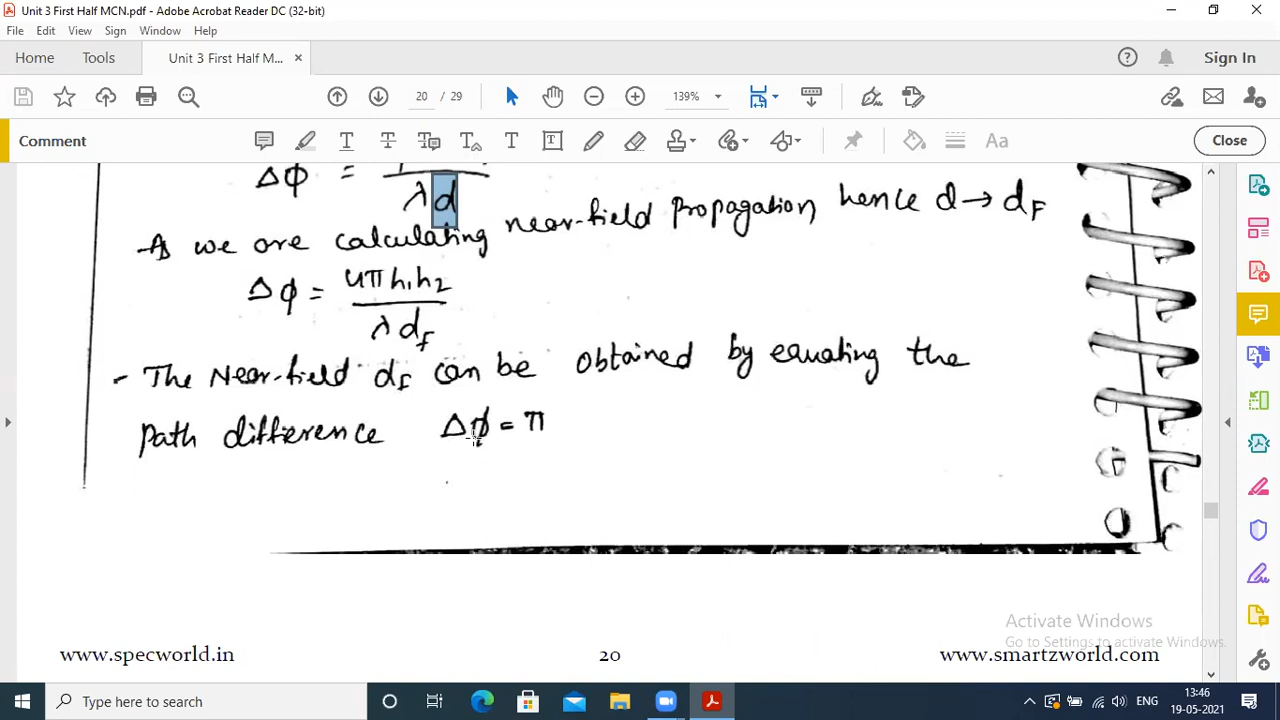 Unit 3 First Half MCN.pdf - Adobe Acrobat Reader DC (32-bit)
File Edit View Sign Window Help
Home Tools Unit 3 First Half M... × Sign In
20 / 29 139%
Comment Close
Δφ =
λd
- As we are calculating near-field propagation hence d → dF
Δφ = 4πh1h2
λdf
- The Near-field dF can be obtained by equating the
path difference Δφ = π
Activate Windows
Go to Settings to activate Windows.
www.specworld.in 20 www.smartzworld.com
Type here to search ENG 13:46
19-05-2021